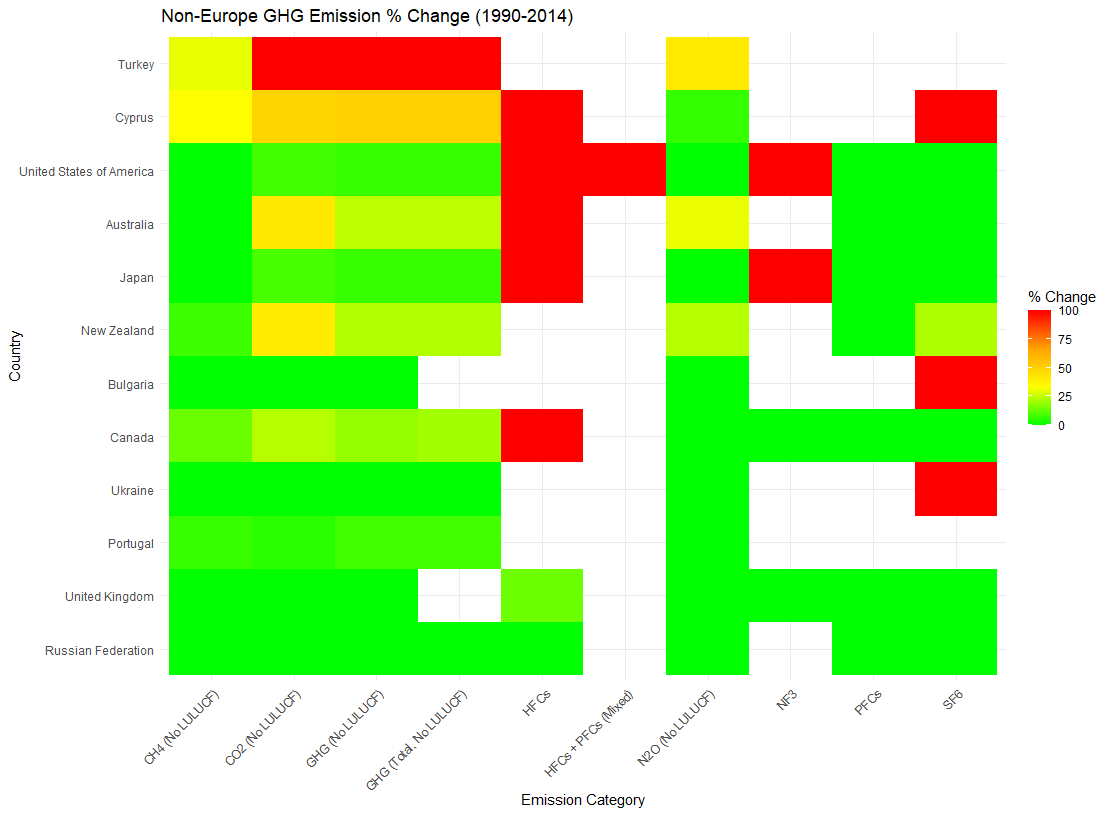 Non-Europe GHG Emission % Change (1990-2014)
Country
Turkey
Cyprus
United States of America
Australia
Japan
New Zealand
Bulgaria
Canada
Ukraine
Portugal
United Kingdom
Russian Federation
CH4 (No LULUCF)
CO2 (No LULUCF)
GHG (No LULUCF)
GHG (Total, No LULUCF)
HFCs
HFCs + PFCs (Mixed)
N2O (No LULUCF)
NF3
PFCs
SF6
Emission Category
% Change
100
75
50
25
0